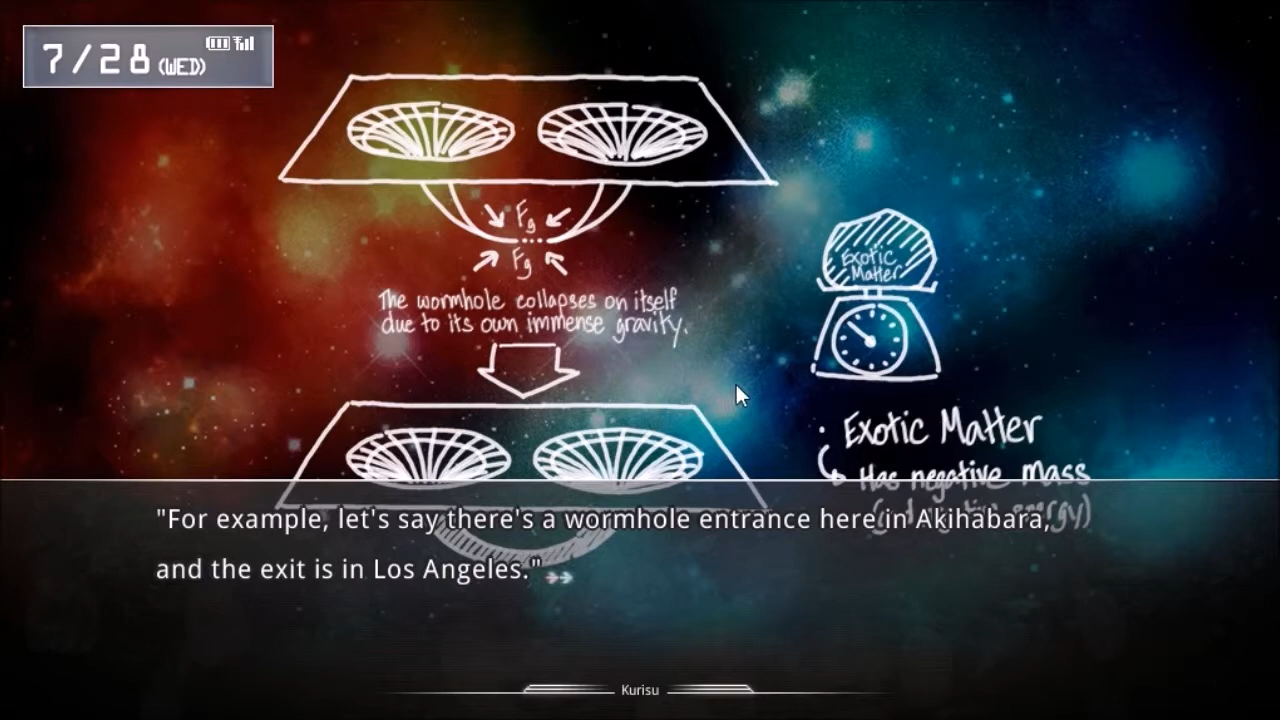 7/28 (WED)
Fg
Fg
The wormhole collapses on itself
due to its own immense gravity.
Exotic
Matter
· Exotic Matter
Has negative mass
"For example, let's say there's a wormhole entrance here in Akihabara,
and the exit is in Los Angeles."
Kurisu